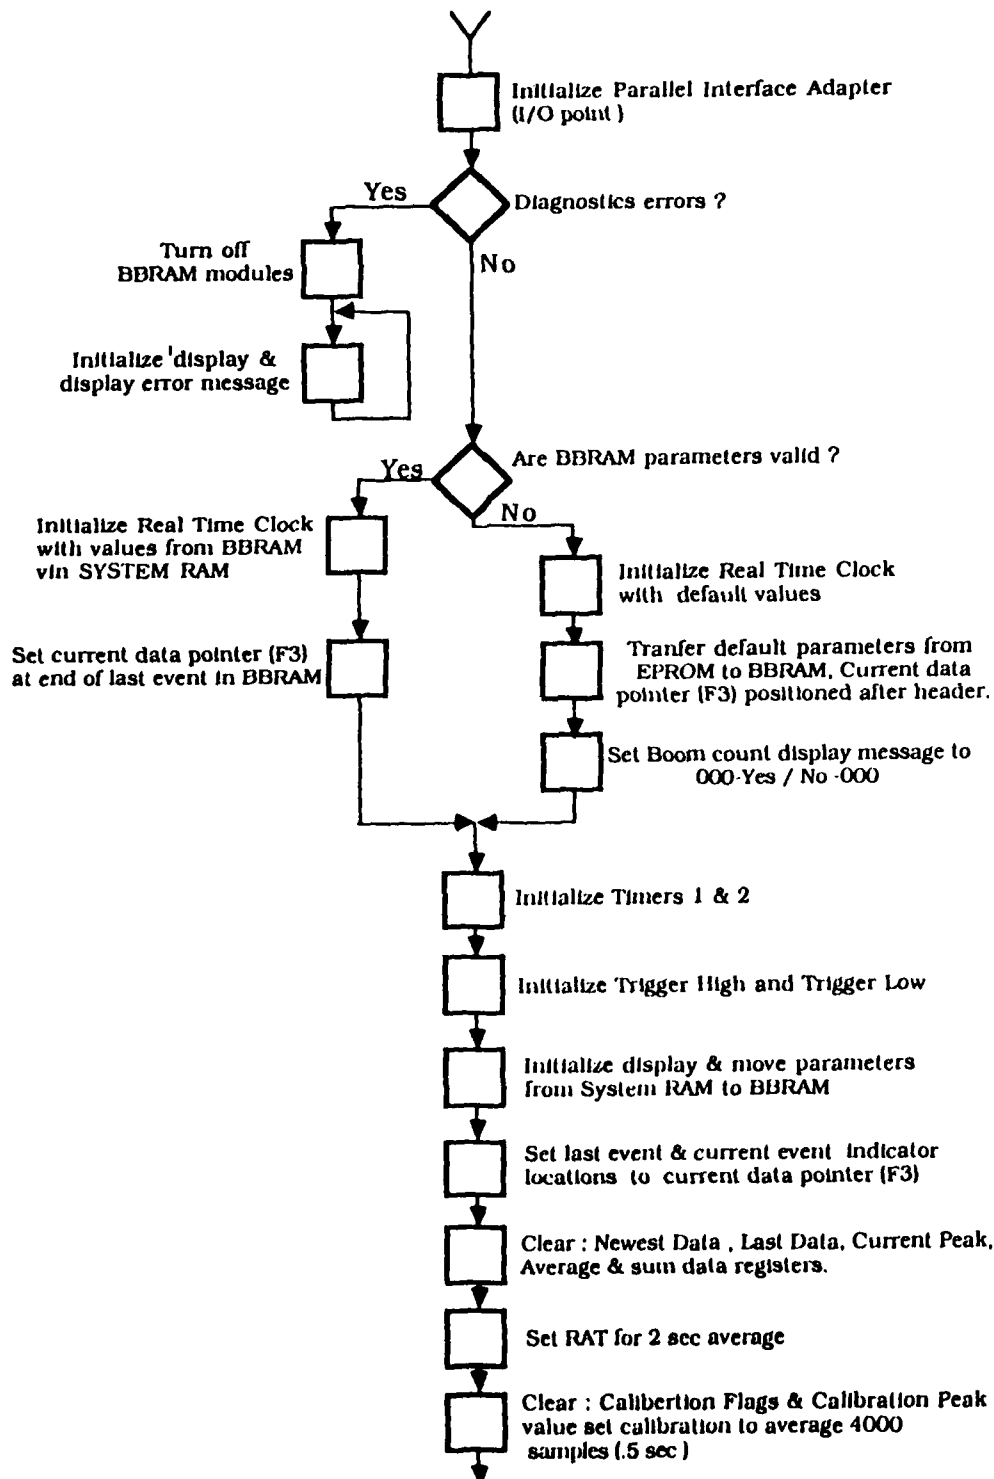 Initialize Parallel Interface Adapter
(I/O point )
Diagnostics errors ?
Yes
No
Turn off
BBRAM modules
Initialize display &
display error message
Are BBRAM parameters valid ?
Yes
No
Initialize Real Time Clock
with values from BBRAM
vin SYSTEM RAM
Set current data pointer (F3)
at end of last event in BBRAM
Initialize Real Time Clock
with default values
Tranfer default parameters from
EPROM to BBRAM, Current data
pointer (F3) positioned after header.
Set Boom count display message to
000-Yes / No -000
Initialize Timers 1 & 2
Initialize Trigger High and Trigger Low
Initialize display & move parameters
from System RAM to BBRAM
Set last event & current event indicator
locations to current data pointer (F3)
Clear : Newest Data , Last Data, Current Peak,
Average & sum data registers.
Set RAT for 2 sec average
Clear : Calibertion Flags & Calibration Peak
value set calibration to average 4000
samples (.5 sec )